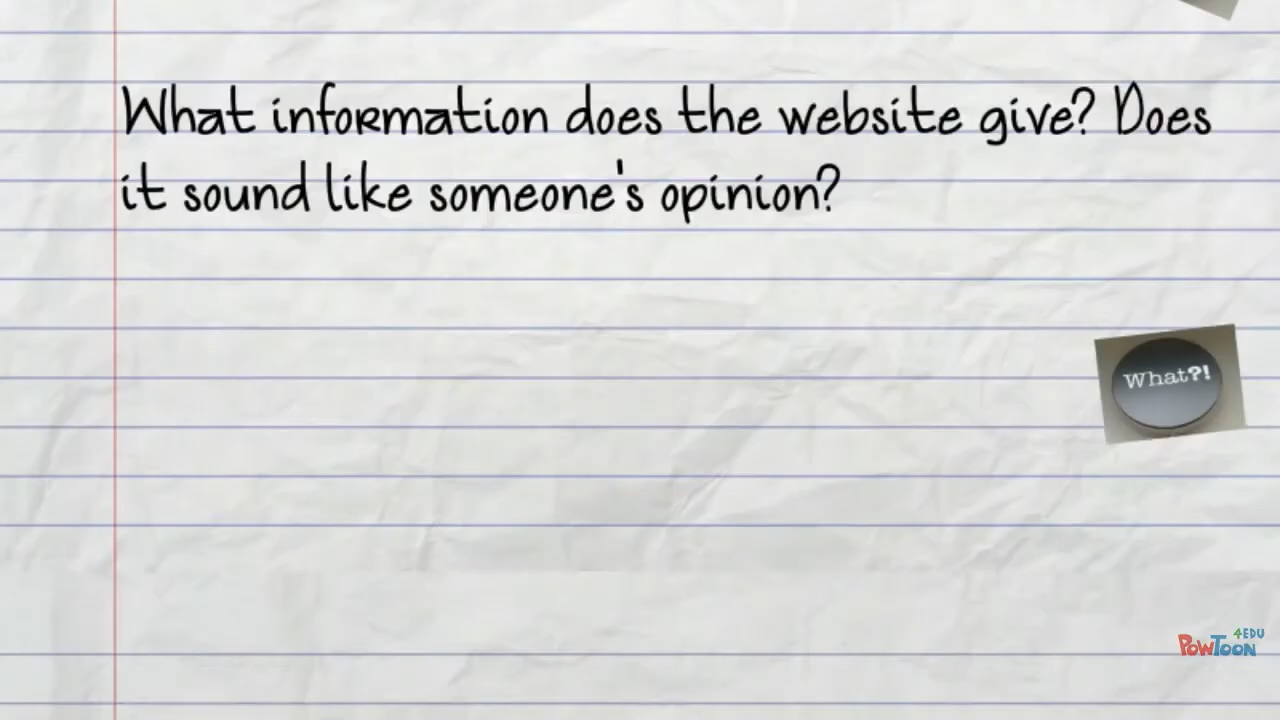 What information does the website give? Does
it sound like someone's opinion?
What?!
4EDU
POWTOON